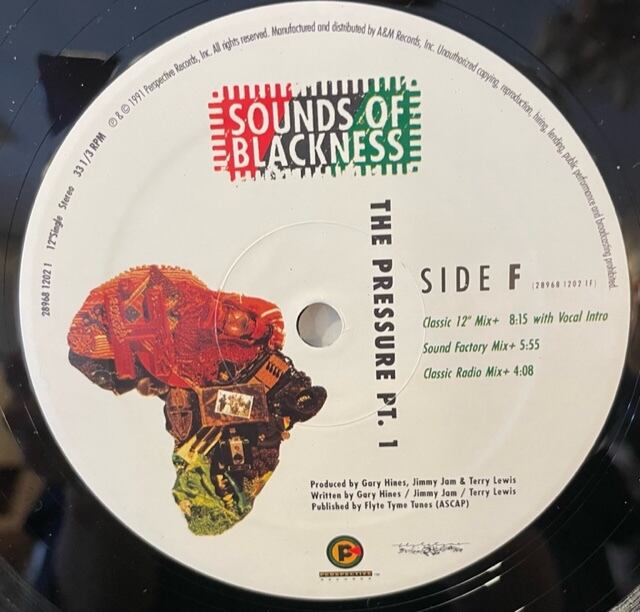 28968 1202 1 12"Single Stereo 33 1/3 RPM ℗ & © 1991 Perspective Records, Inc. All rights reserved. Manufactured and distributed by A&M Records, Inc. Unauthorized copying, reproduction, hiring, lending, public performance and broadcasting prohibited.
SOUNDS OF
BLACKNESS
THE PRESSURE PT. 1
SIDE F (28968 1202 1F)
Classic 12" Mix+ 8:15 with Vocal Intro
Sound Factory Mix+ 5:55
Classic Radio Mix+ 4:08
Produced by Gary Hines, Jimmy Jam & Terry Lewis
Written by Gary Hines / Jimmy Jam / Terry Lewis
Published by Flyte Tyme Tunes (ASCAP)
PERSPECTIVE
RECORDS